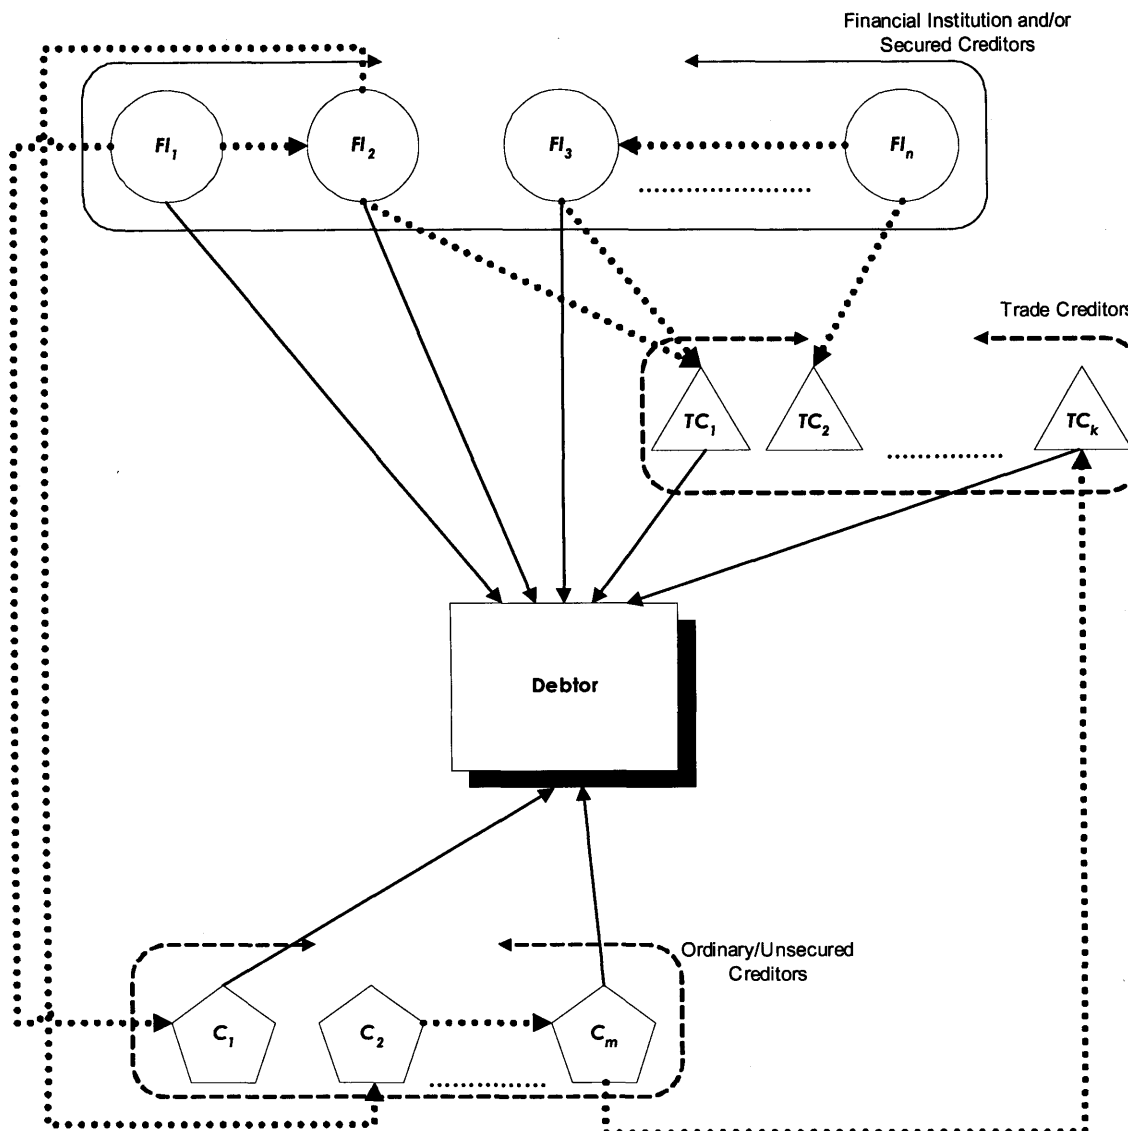 Financial Institution and/or
Secured Creditors
FI1 FI2 FI3 FIn
Trade Creditors
TC1 TC2 TCk
Debtor
Ordinary/Unsecured
Creditors
C1 C2 Cm